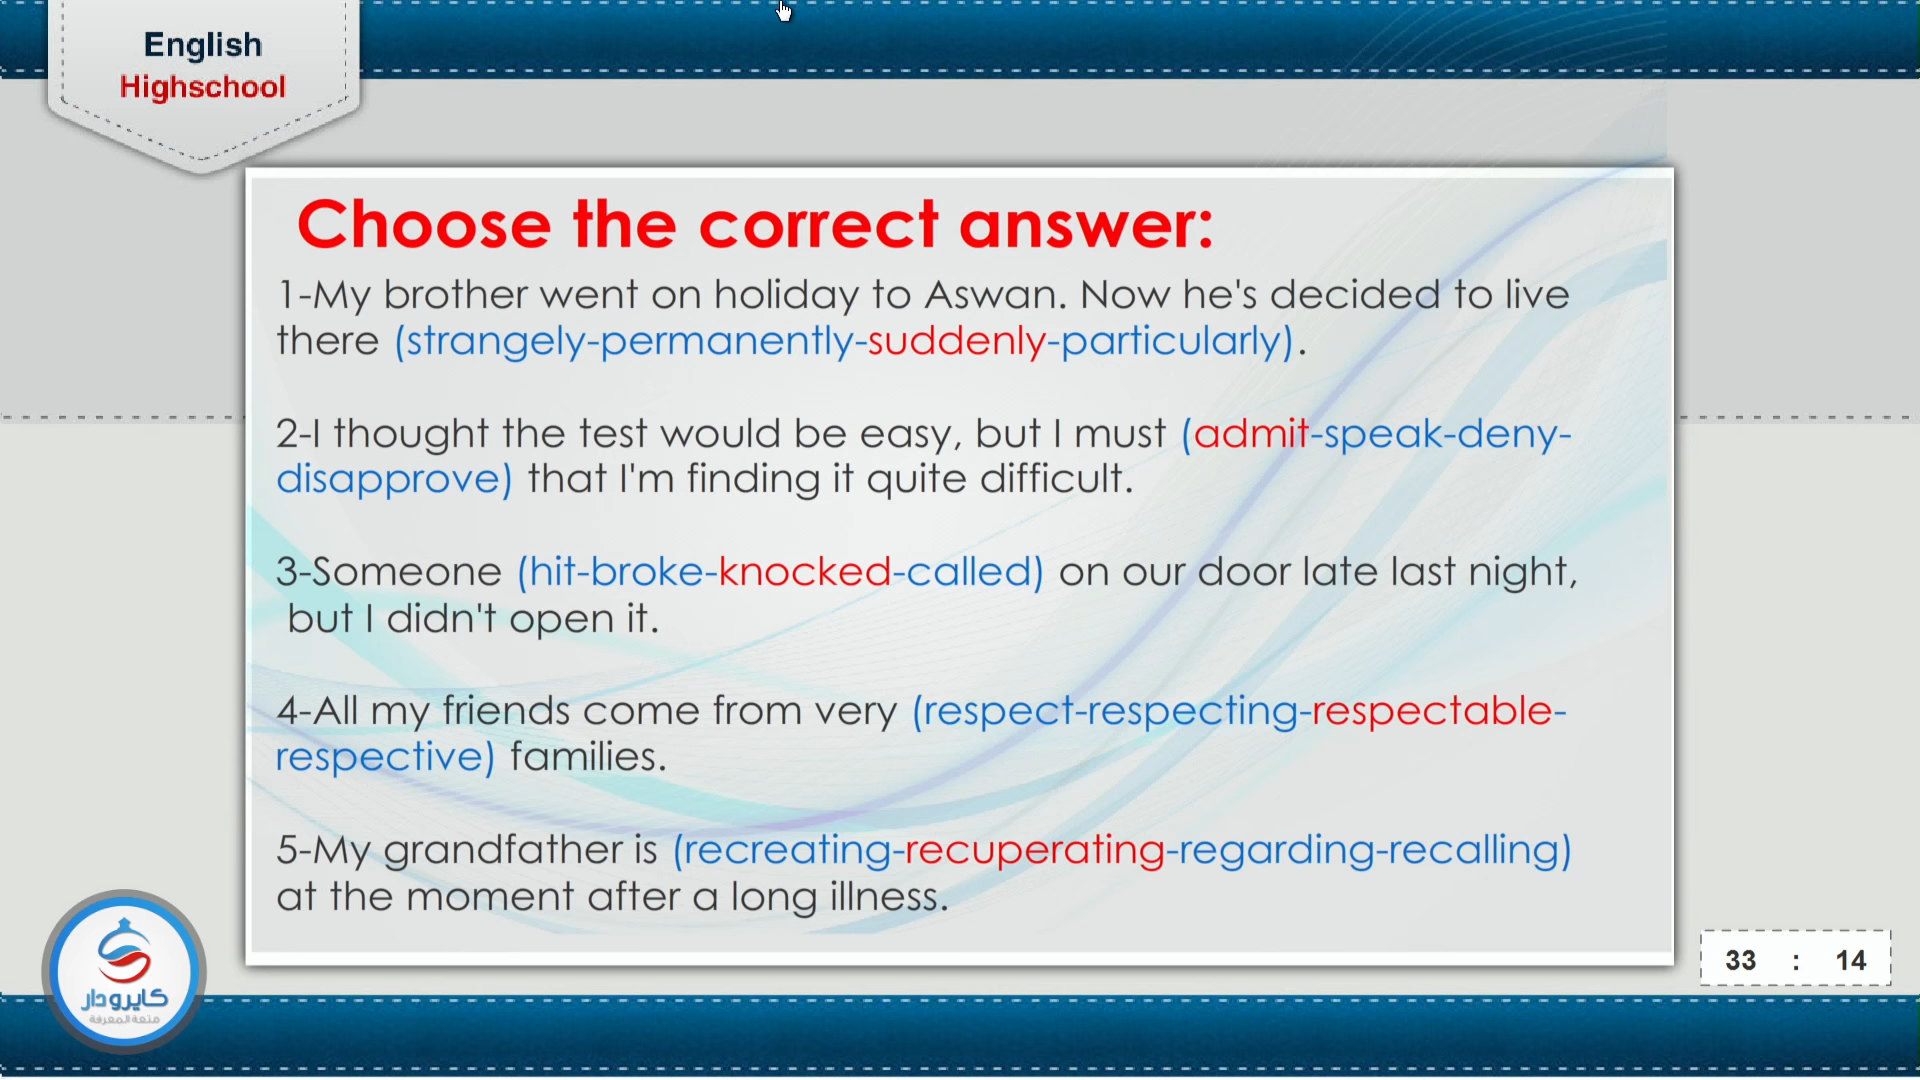 English
Highschool
Choose the correct answer:
1-My brother went on holiday to Aswan. Now he's decided to live
there (strangely-permanently-suddenly-particularly).
2-I thought the test would be easy, but I must (admit-speak-deny-
disapprove) that I'm finding it quite difficult.
3-Someone (hit-broke-knocked-called) on our door late last night,
but I didn't open it.
4-All my friends come from very (respect-respecting-respectable-
respective) families.
5-My grandfather is (recreating-recuperating-regarding-recalling)
at the moment after a long illness.
33 : 14
كايرودار
متعة المعرفة